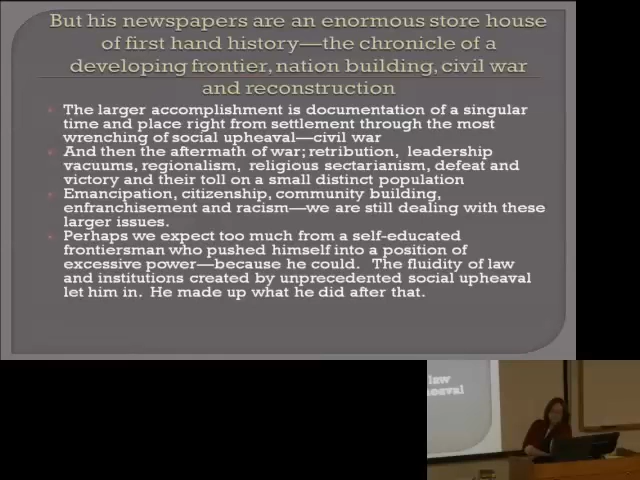 But his newspapers are an enormous store house
of first hand history—the chronicle of a
developing frontier, nation building, civil war
and reconstruction
The larger accomplishment is documentation of a singular
time and place right from settlement through the most
wrenching of social upheaval—civil war
And then the aftermath of war; retribution, leadership
vacuums, regionalism, religious sectarianism, defeat and
victory and their toll on a small distinct population
Emancipation, citizenship, community building,
enfranchisement and racism—we are still dealing with these
larger issues.
Perhaps we expect too much from a self-educated
frontiersman who pushed himself into a position of
excessive power—because he could. The fluidity of law
and institutions created by unprecedented social upheaval
let him in. He made up what he did after that.
law